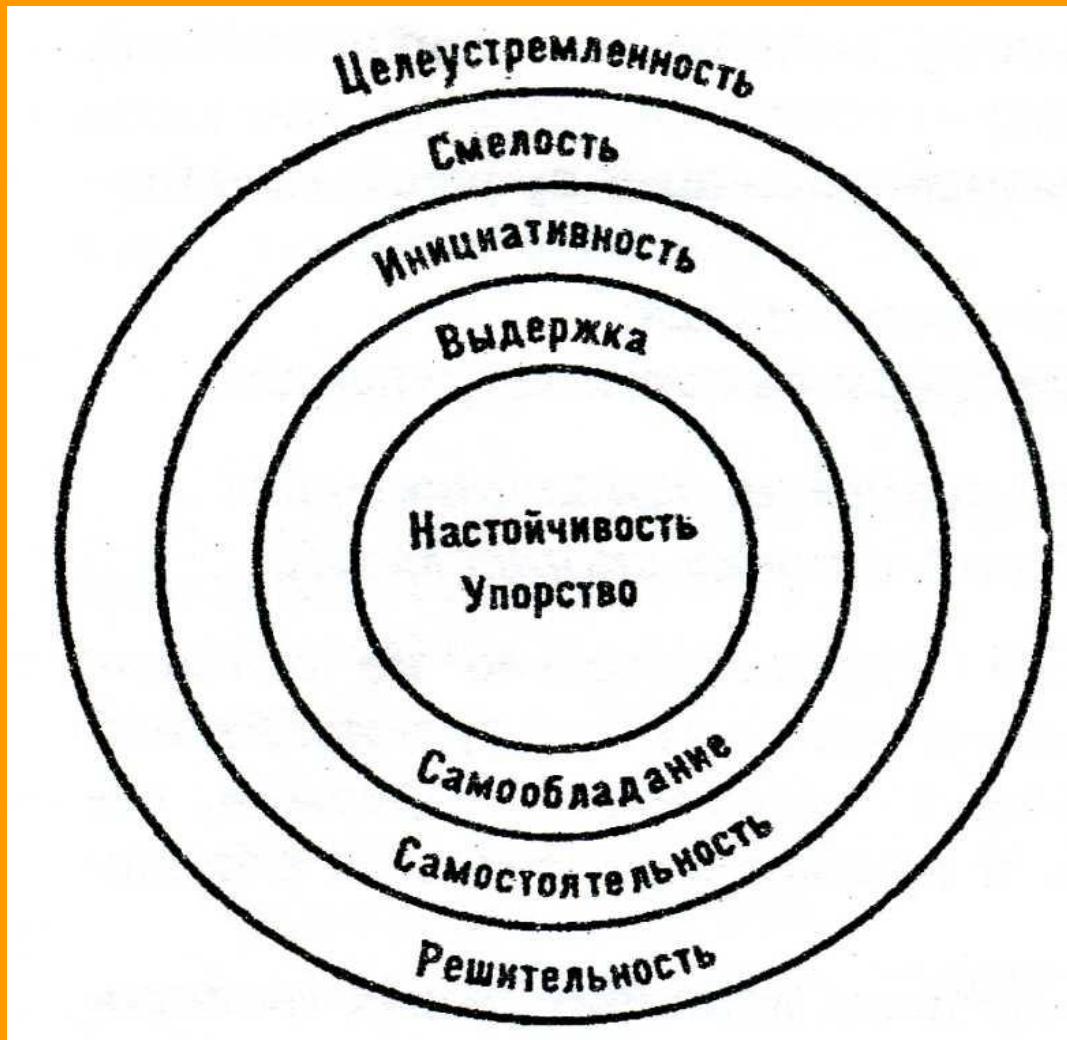 Целеустремленность
Смелость
Инициативность
Выдержка
Настойчивость
Упорство
Самообладание
Самостоятельность
Решительность